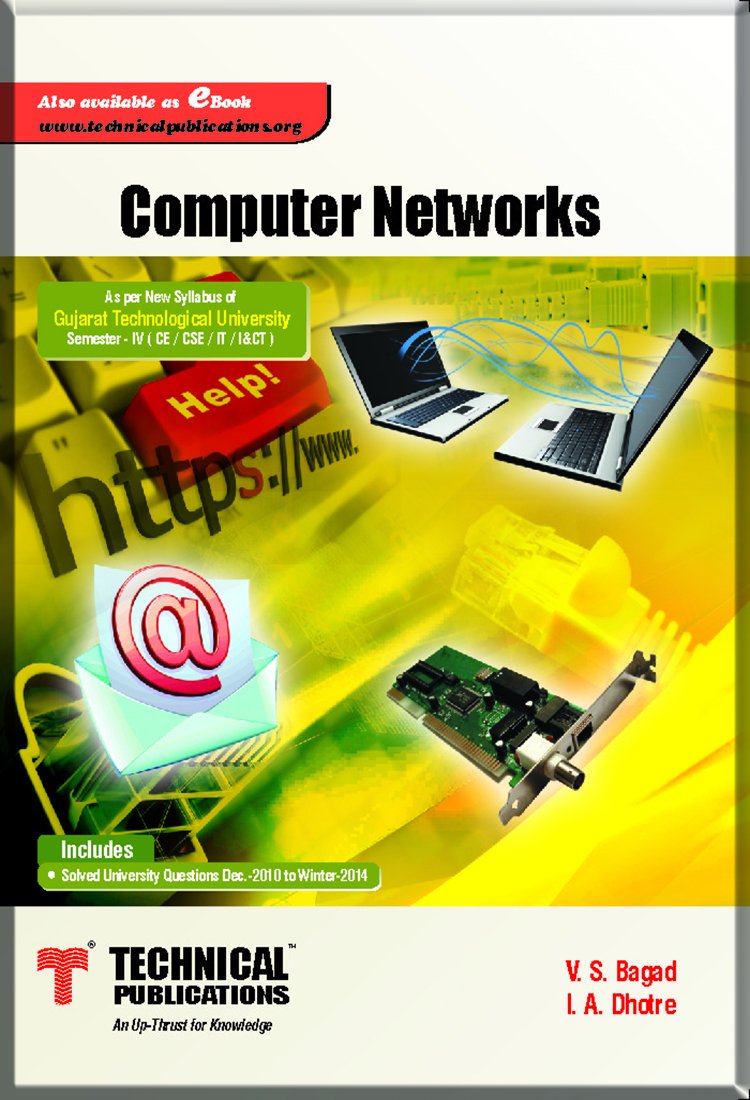 Also available as eBook
www.technicalpublications.org
Computer Networks
As per New Syllabus of
Gujarat Technological University
Semester - IV ( CE / CSE / IT / I&CT )
Help!
https://www.
@
Includes
• Solved University Questions Dec.-2010 to Winter-2014
T®
TECHNICAL™
PUBLICATIONS
An Up-Thrust for Knowledge
V. S. Bagad
I. A. Dhotre